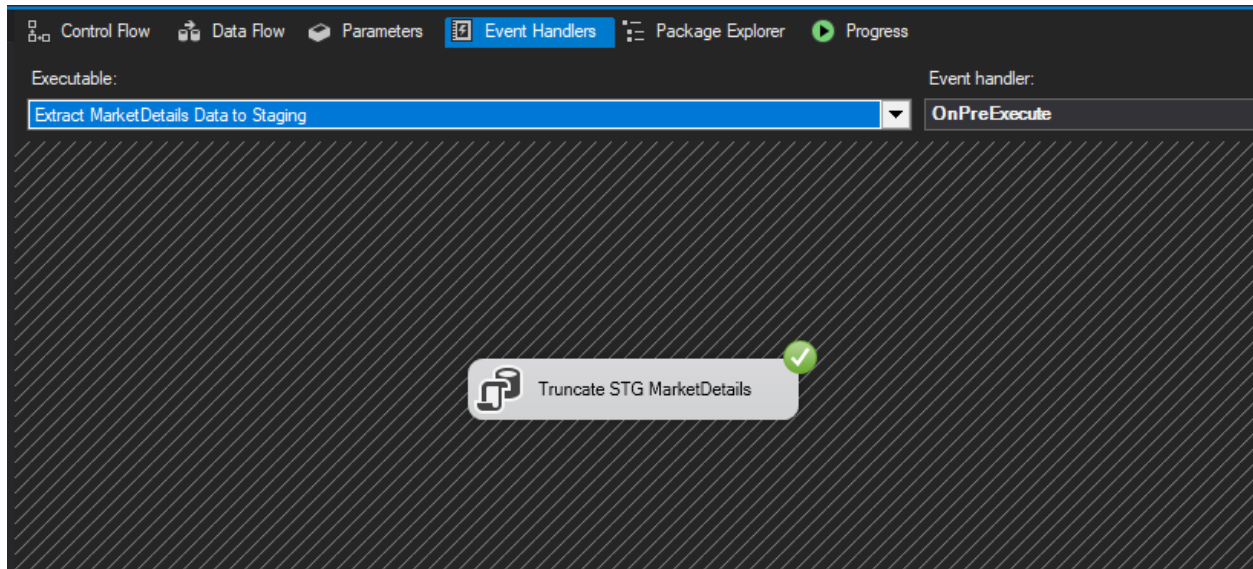 Control Flow Data Flow Parameters Event Handlers Package Explorer Progress
Executable: Event handler:
Extract MarketDetails Data to Staging OnPreExecute
Truncate STG MarketDetails